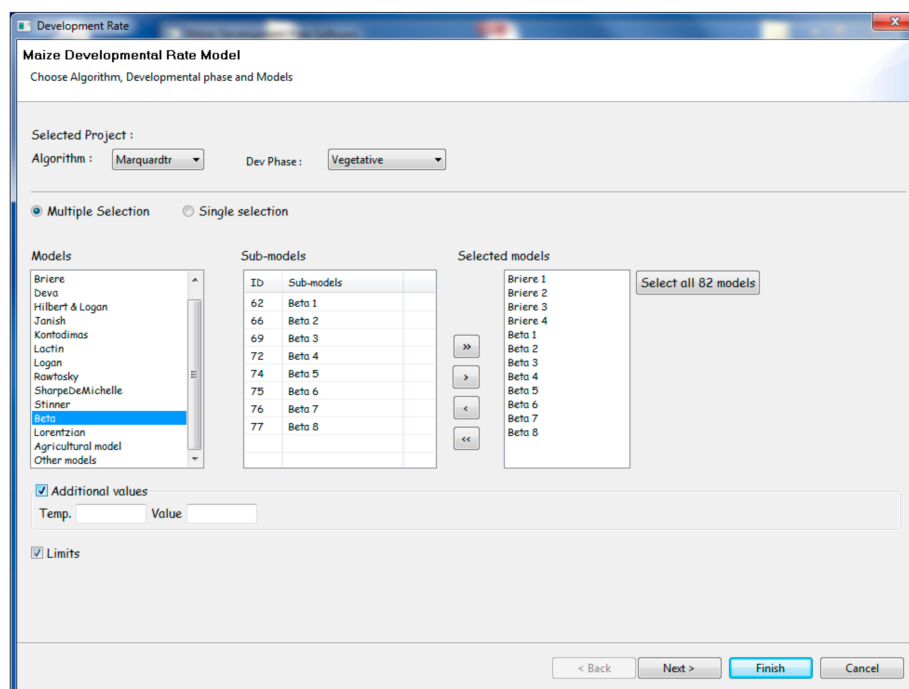 Development Rate
Maize Developmental Rate Model
Choose Algorithm, Developmental phase and Models
Selected Project :
Algorithm : Marquardtr Dev Phase : Vegetative
Multiple Selection Single selection
Models
Briere
Deva
Hilbert & Logan
Janish
Kontodimas
Lactin
Logan
Rawtosky
SharpeDeMichelle
Stinner
Beta
Lorentzian
Agricultural model
Other models
Sub-models
ID Sub-models
62 Beta 1
66 Beta 2
69 Beta 3
72 Beta 4
74 Beta 5
75 Beta 6
76 Beta 7
77 Beta 8
>>
>
<
<<
Selected models
Briere 1
Briere 2
Briere 3
Briere 4
Beta 1
Beta 2
Beta 3
Beta 4
Beta 5
Beta 6
Beta 7
Beta 8
Select all 82 models
Additional values
Temp. Value
Limits
< Back Next > Finish Cancel